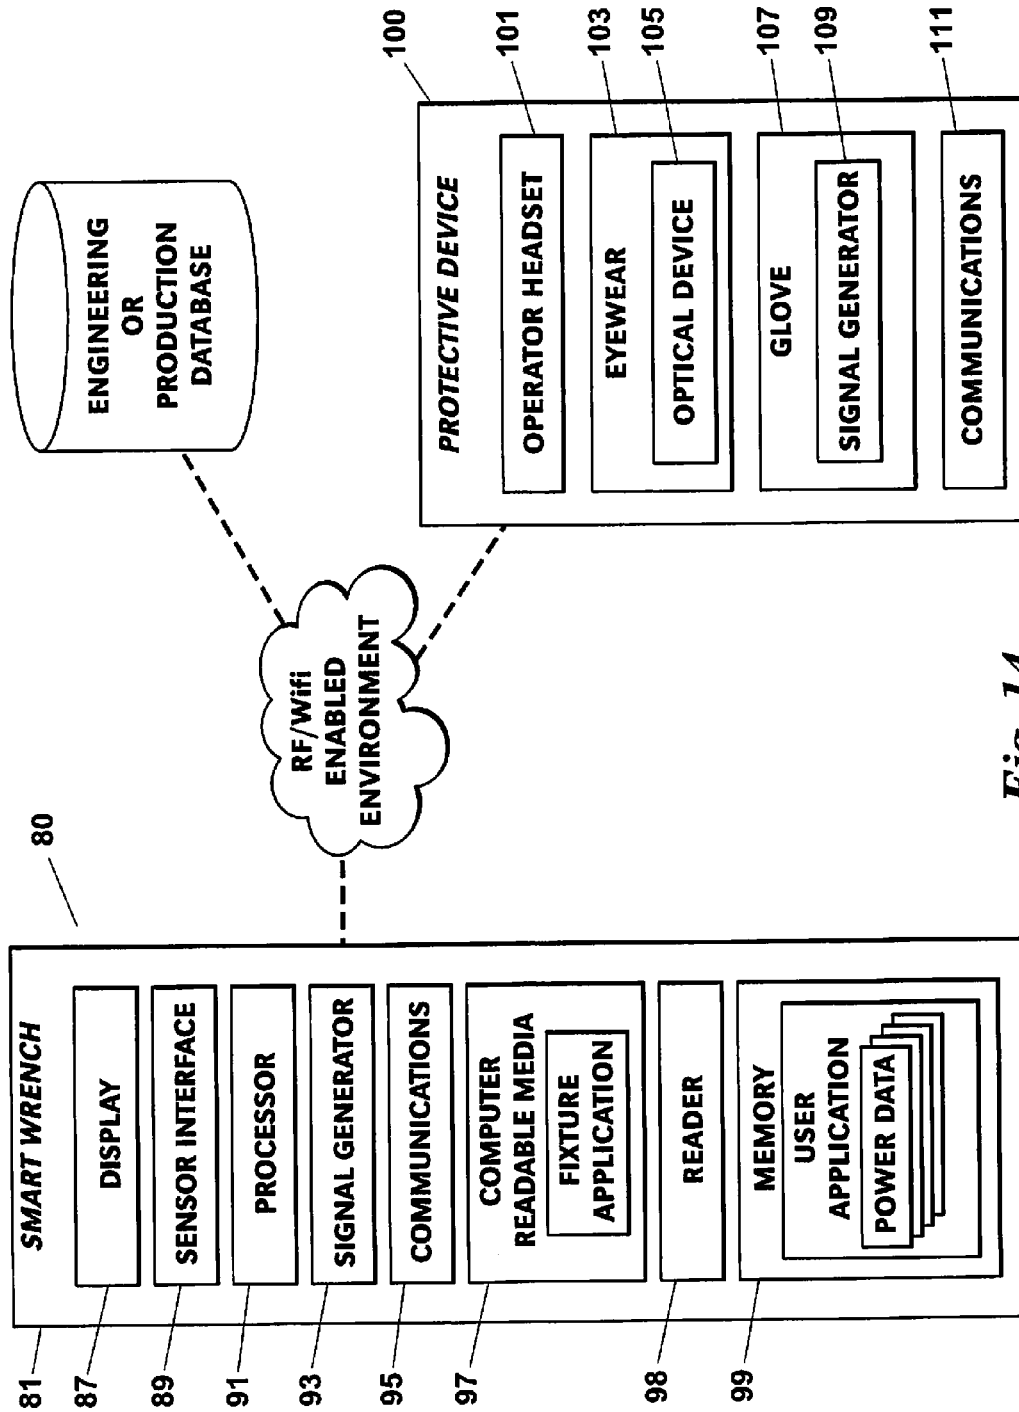 80
81
SMART WRENCH
87
DISPLAY
89
SENSOR INTERFACE
91
PROCESSOR
93
SIGNAL GENERATOR
95
COMMUNICATIONS
97
COMPUTER
READABLE MEDIA
FIXTURE
APPLICATION
98
READER
99
MEMORY
USER
APPLICATION
POWER DATA
RF/Wifi
ENABLED
ENVIRONMENT
ENGINEERING
OR
PRODUCTION
DATABASE
100
PROTECTIVE DEVICE
101
OPERATOR HEADSET
103
EYEWEAR
105
OPTICAL DEVICE
107
GLOVE
109
SIGNAL GENERATOR
111
COMMUNICATIONS
Fig. 14